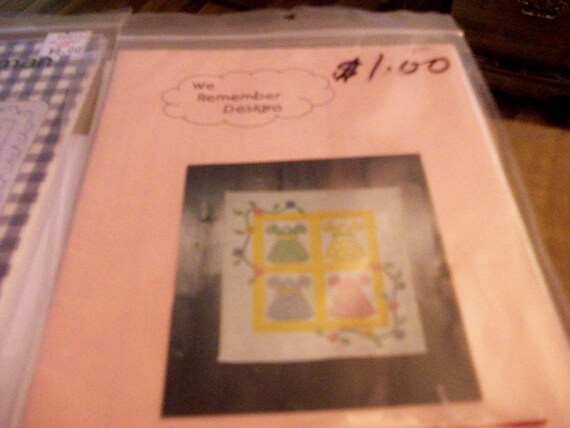 $1.00
We
Remember
Designs